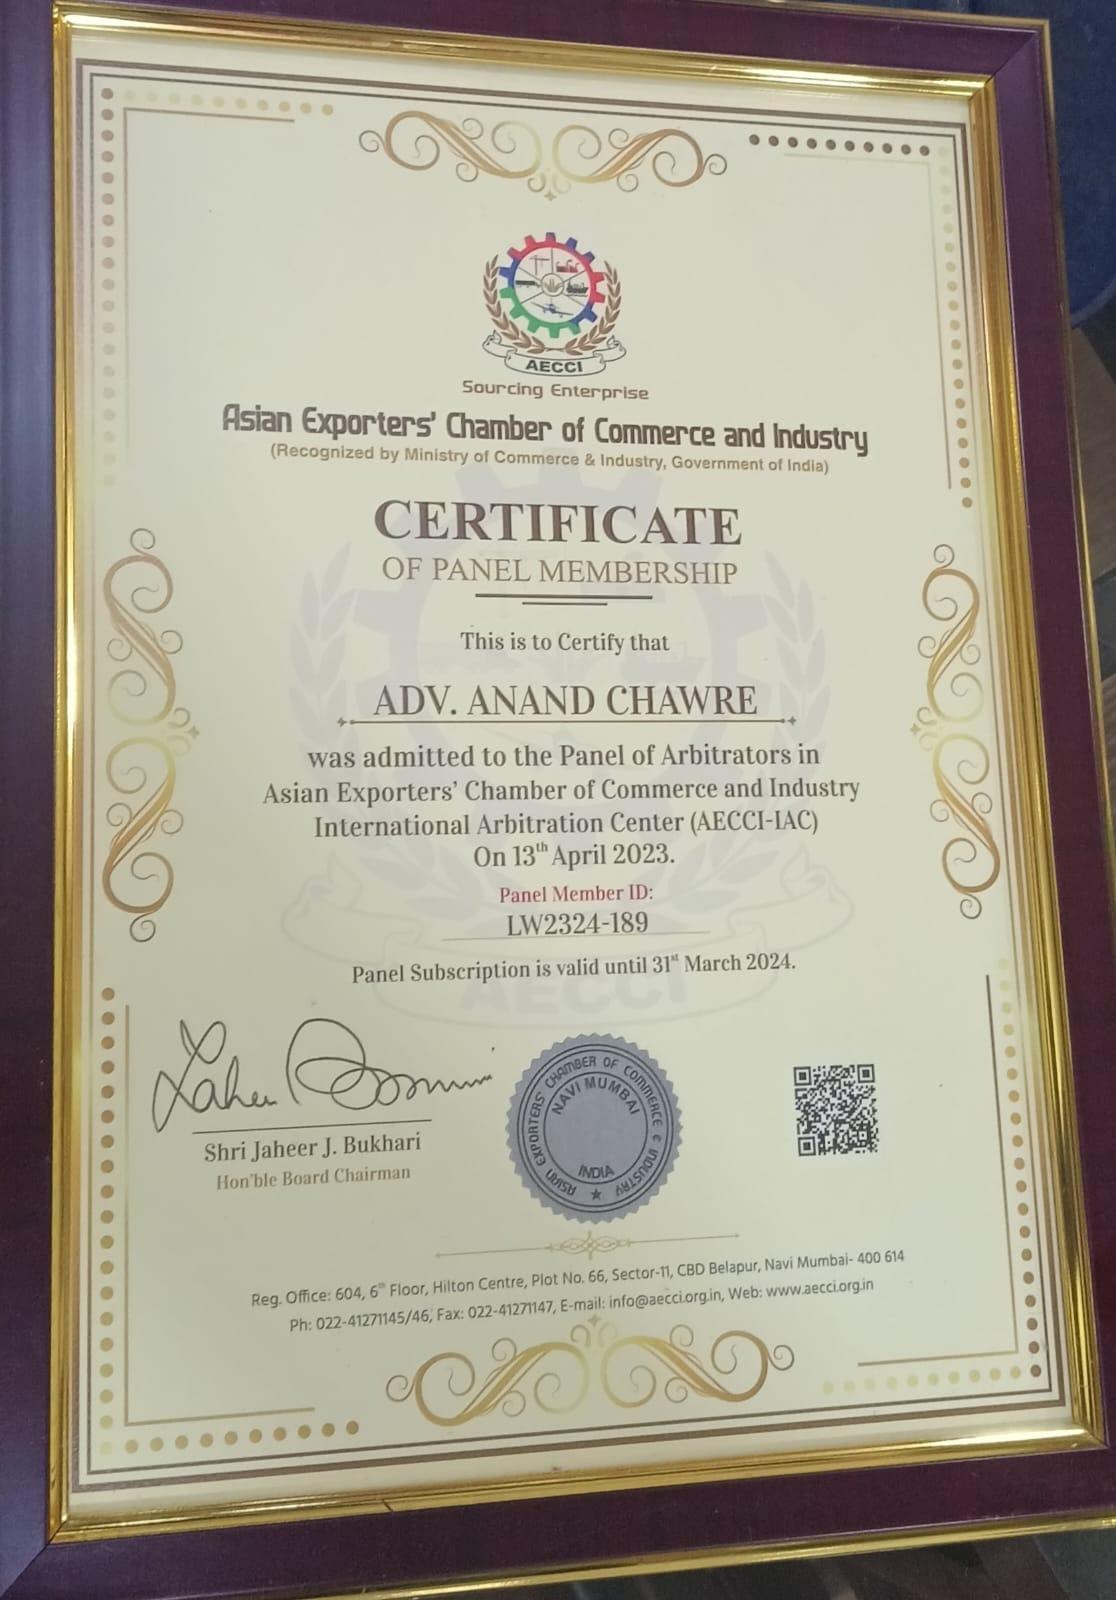 AECCI
Sourcing Enterprise
Asian Exporters' Chamber of Commerce and Industry
(Recognized by Ministry of Commerce & Industry, Government of India)
CERTIFICATE
OF PANEL MEMBERSHIP
This is to Certify that
ADV. ANAND CHAWRE
was admitted to the Panel of Arbitrators in
Asian Exporters' Chamber of Commerce and Industry
International Arbitration Center (AECCI-IAC)
On 13th April 2023.
Panel Member ID:
LW2324-189
Panel Subscription is valid until 31st March 2024.
AECCI
Shri Jaheer J. Bukhari
Hon'ble Board Chairman
ASIAN EXPORTERS' CHAMBER OF COMMERCE & INDUSTRY
NAVI MUMBAI
INDIA
Reg. Office: 604, 6th Floor, Hilton Centre, Plot No. 66, Sector-11, CBD Belapur, Navi Mumbai- 400 614
Ph: 022-41271145/46, Fax: 022-41271147, E-mail: info@aecci.org.in, Web: www.aecci.org.in